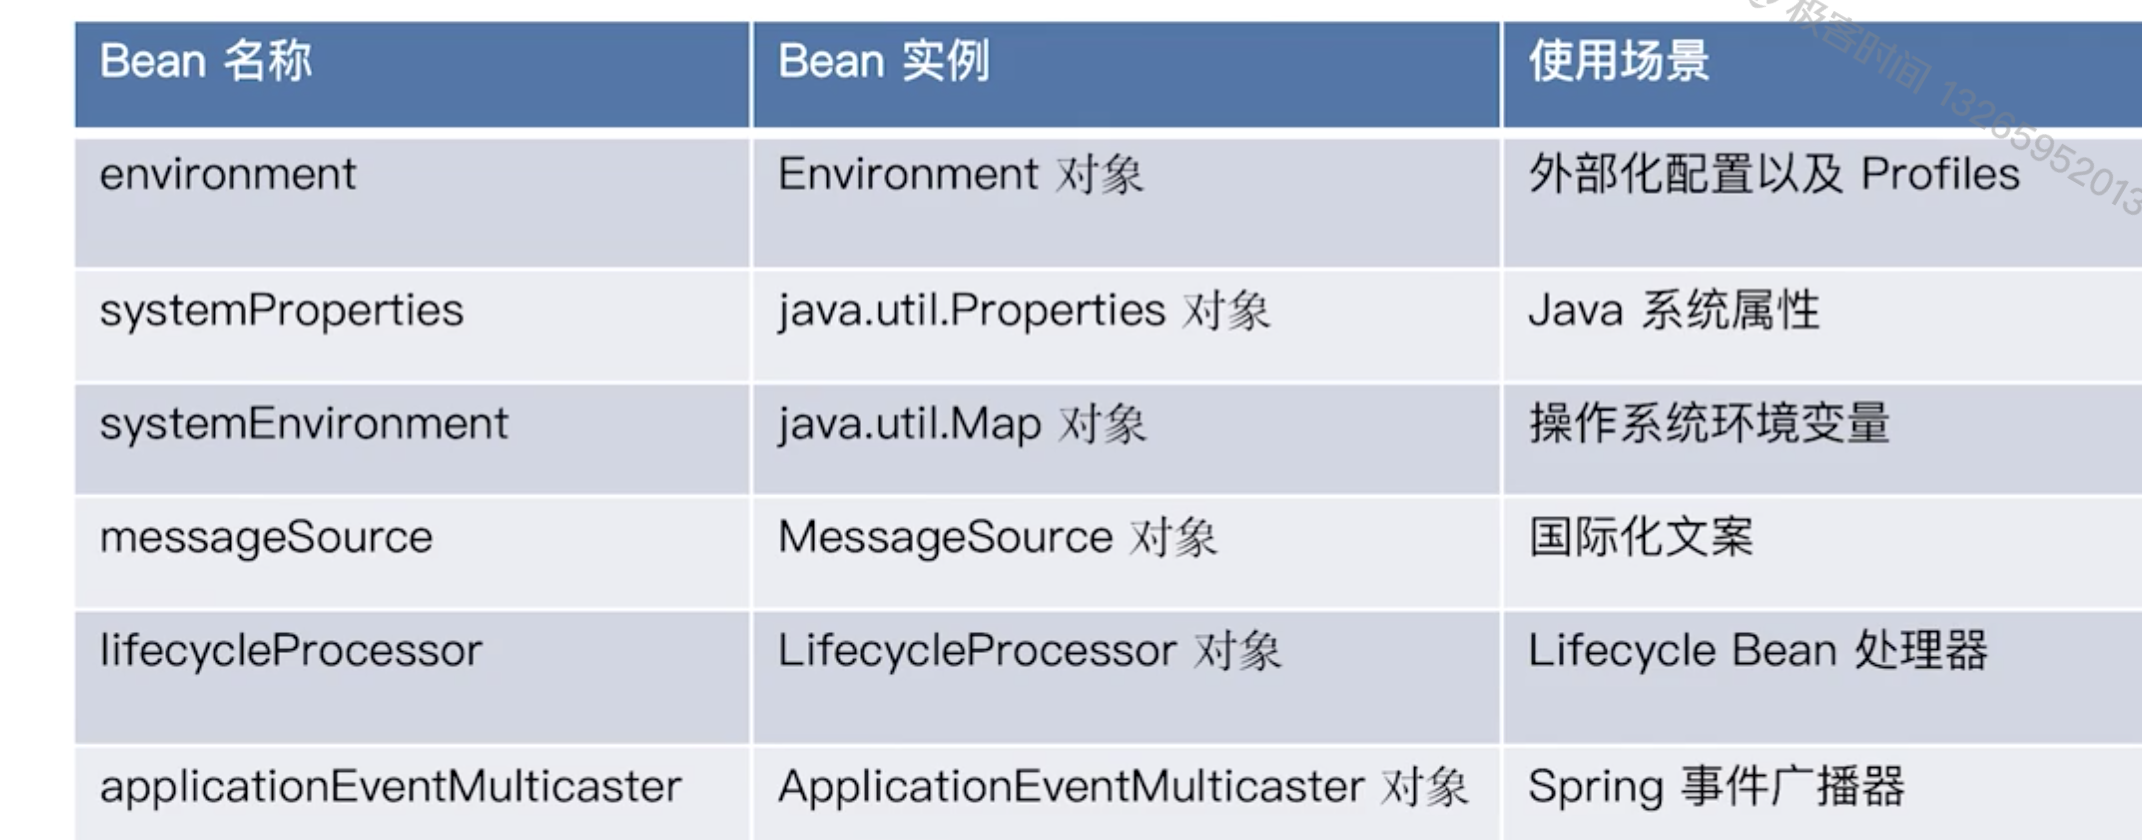 @极客时间 13265952013
Bean 名称 Bean 实例 使用场景
environment Environment 对象 外部化配置以及 Profiles
systemProperties java.util.Properties 对象 Java 系统属性
systemEnvironment java.util.Map 对象 操作系统环境变量
messageSource MessageSource 对象 国际化文案
lifecycleProcessor LifecycleProcessor 对象 Lifecycle Bean 处理器
applicationEventMulticaster ApplicationEventMulticaster 对象 Spring 事件广播器